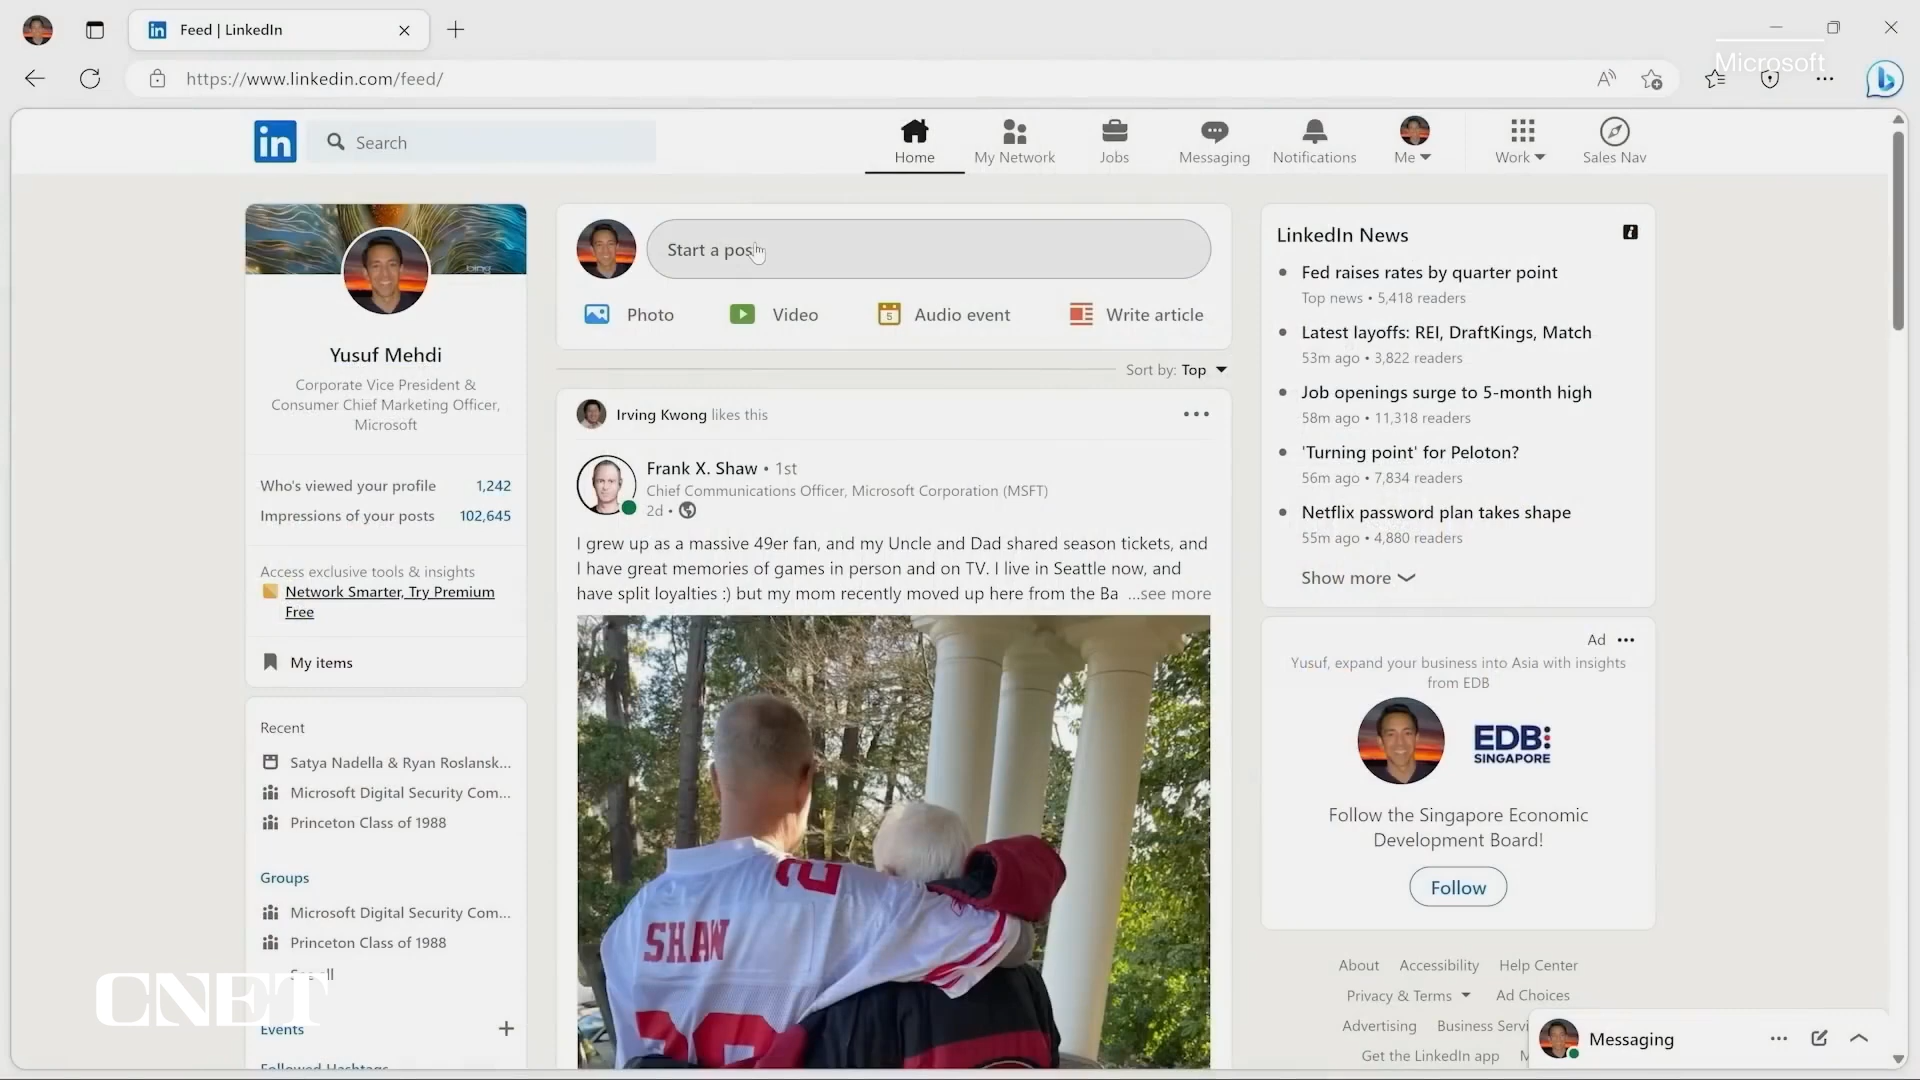 Feed | LinkedIn
Microsoft
https://www.linkedin.com/feed/
in
Search
Home
My Network
Jobs
Messaging
Notifications
Me
Work
Sales Nav
bing
Yusuf Mehdi
Corporate Vice President &
Consumer Chief Marketing Officer,
Microsoft
Who's viewed your profile 1,242
Impressions of your posts 102,645
Access exclusive tools & insights
Network Smarter, Try Premium
Free
My items
Recent
Satya Nadella & Ryan Roslansk...
Microsoft Digital Security Com...
Princeton Class of 1988
Groups
Microsoft Digital Security Com...
Princeton Class of 1988
See all
CNET
Events
Followed Hashtags
Start a post
Photo
Video
5
Audio event
Write article
Sort by: Top
Irving Kwong likes this
Frank X. Shaw • 1st
Chief Communications Officer, Microsoft Corporation (MSFT)
2d •
I grew up as a massive 49er fan, and my Uncle and Dad shared season tickets, and
I have great memories of games in person and on TV. I live in Seattle now, and
have split loyalties :) but my mom recently moved up here from the Ba ...see more
SHAW
LinkedIn News
Fed raises rates by quarter point
Top news • 5,418 readers
Latest layoffs: REI, DraftKings, Match
53m ago • 3,822 readers
Job openings surge to 5-month high
58m ago • 11,318 readers
'Turning point' for Peloton?
56m ago • 7,834 readers
Netflix password plan takes shape
55m ago • 4,880 readers
Show more
Ad
Yusuf, expand your business into Asia with insights
from EDB
EDB:
SINGAPORE
Follow the Singapore Economic
Development Board!
Follow
About Accessibility Help Center
Privacy & Terms Ad Choices
Advertising Business Servi
Get the LinkedIn app M
Messaging